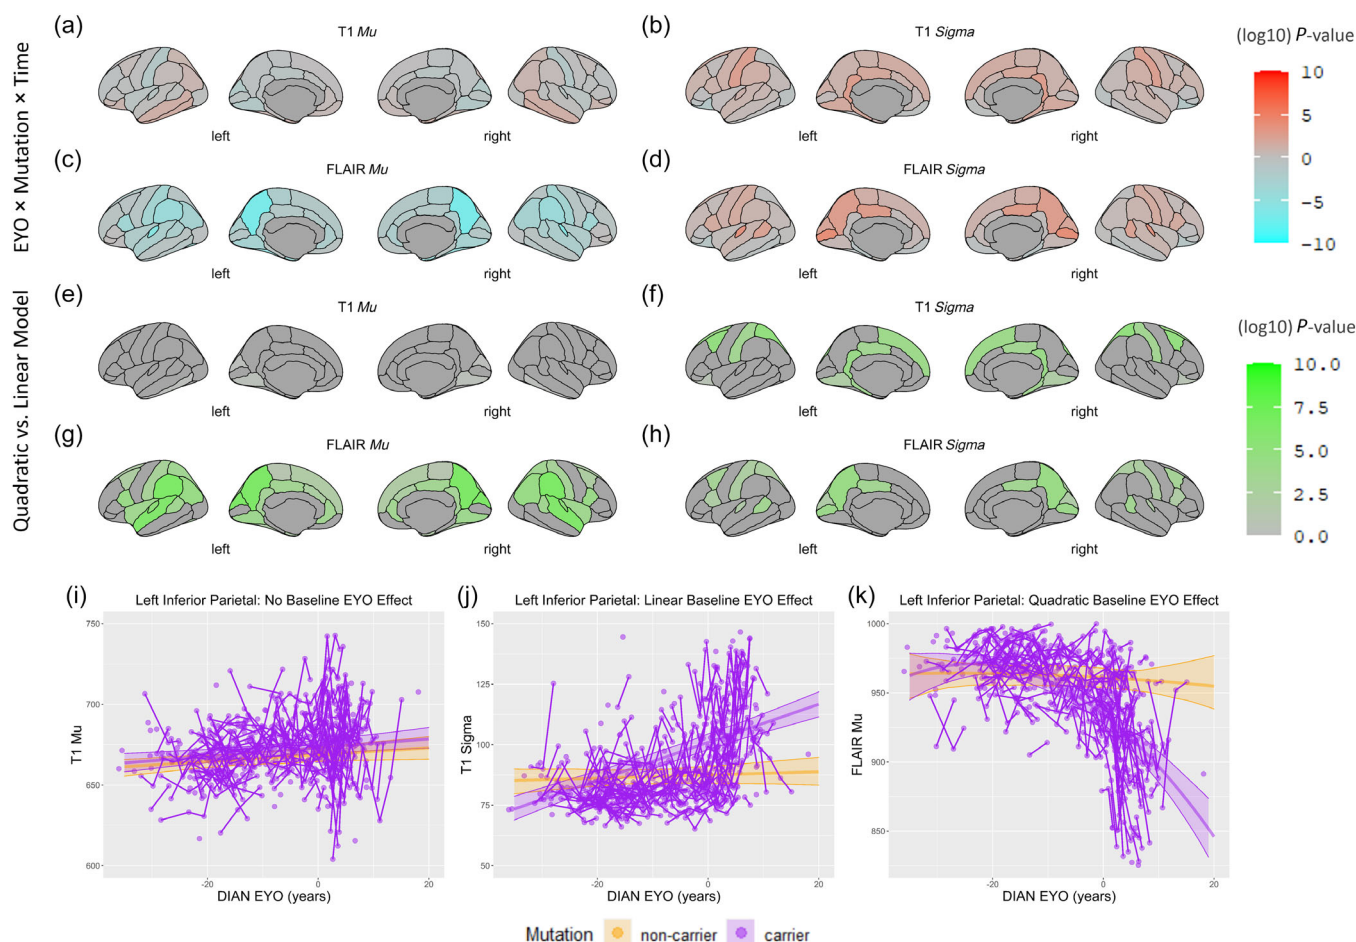 EYO × Mutation × Time
(a)
T1 Mu
left
right
(b)
T1 Sigma
left
right
(log10) P-value
10
5
0
−5
−10
(c)
FLAIR Mu
left
right
(d)
FLAIR Sigma
left
right
Quadratic vs. Linear Model
(e)
T1 Mu
left
right
(f)
T1 Sigma
left
right
(log10) P-value
10.0
7.5
5.0
2.5
0.0
(g)
FLAIR Mu
left
right
(h)
FLAIR Sigma
left
right
(i)
Left Inferior Parietal: No Baseline EYO Effect
T1 Mu
750
700
650
600
-20
0
20
DIAN EYO (years)
(j)
Left Inferior Parietal: Linear Baseline EYO Effect
T1 Sigma
150
125
100
75
50
-20
0
20
DIAN EYO (years)
(k)
Left Inferior Parietal: Quadratic Baseline EYO Effect
FLAIR Mu
1000
950
900
850
-20
0
20
DIAN EYO (years)
Mutation non-carrier carrier